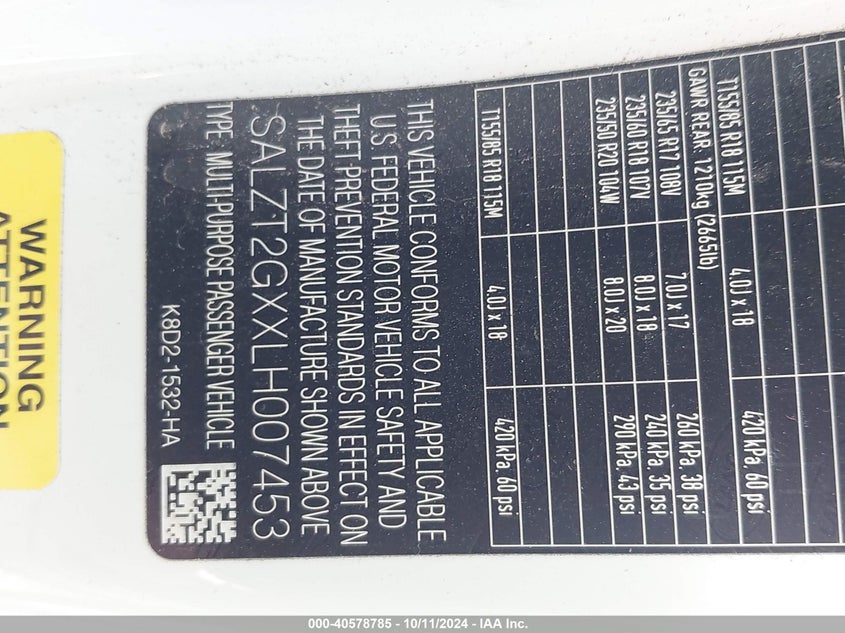 T155/85 R18 115M 4.0J x 18 420 kPa, 60 psi
GAWR REAR 1210kg (2665lb)
235/65 R17 108V 7.0J x 17 260 kPa, 38 psi
235/60 R18 107V 8.0J x 18 240 kPa, 35 psi
235/50 R20 104W 8.0J x 20 290 kPa, 43 psi
T155/85 R18 115M 4.0J x 18 420 kPa, 60 psi
THIS VEHICLE CONFORMS TO ALL APPLICABLE
U.S. FEDERAL MOTOR VEHICLE SAFETY AND
THEFT PREVENTION STANDARDS IN EFFECT ON
THE DATE OF MANUFACTURE SHOWN ABOVE
SALZT2GXXLH007453
TYPE: MULTI-PURPOSE PASSENGER VEHICLE
K8D2-1532-HA
WARNING
ATTENTION
000-40578785 - 10/11/2024 - IAA Inc.